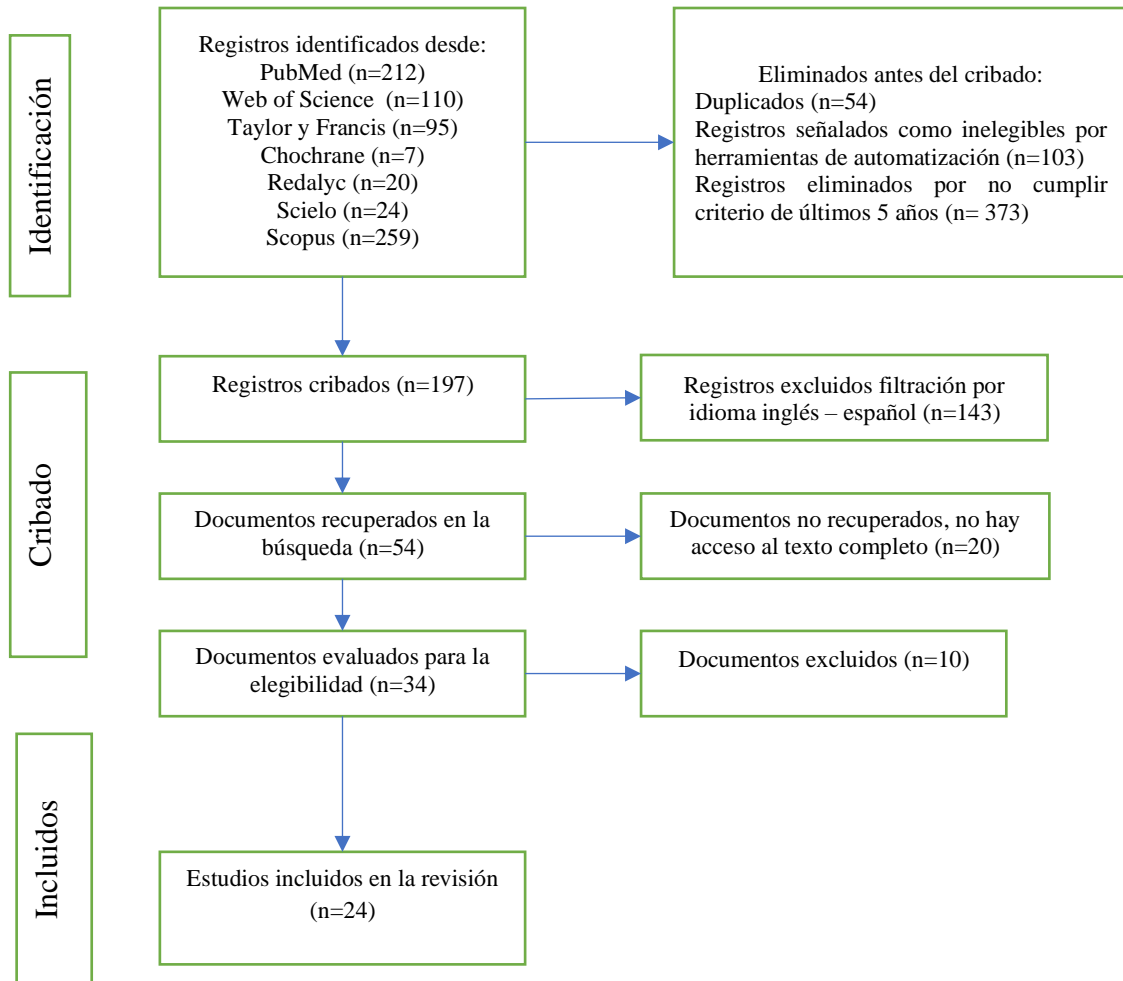 Identificación
Registros identificados desde:
PubMed (n=212)
Web of Science (n=110)
Taylor y Francis (n=95)
Chochrane (n=7)
Redalyc (n=20)
Scielo (n=24)
Scopus (n=259)
Eliminados antes del cribado:
Duplicados (n=54)
Registros señalados como inelegibles por
herramientas de automatización (n=103)
Registros eliminados por no cumplir
criterio de últimos 5 años (n= 373)
Cribado
Registros cribados (n=197)
Registros excluidos filtración por
idioma inglés – español (n=143)
Documentos recuperados en la
búsqueda (n=54)
Documentos no recuperados, no hay
acceso al texto completo (n=20)
Documentos evaluados para la
elegibilidad (n=34)
Documentos excluidos (n=10)
Incluidos
Estudios incluidos en la revisión
(n=24)